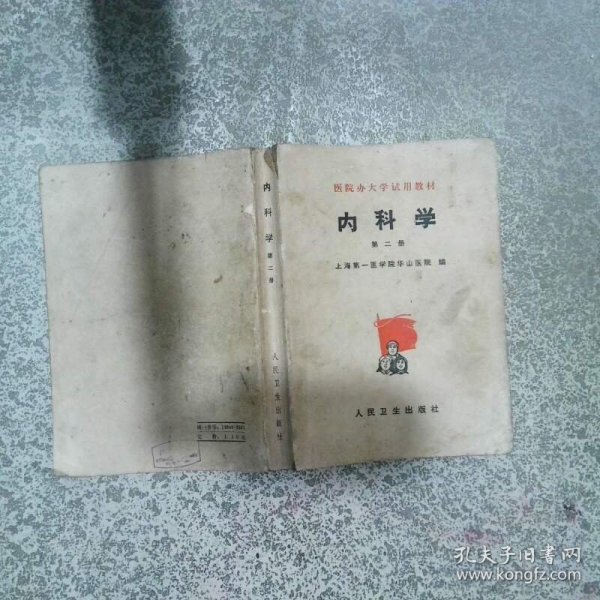 医院办大学试用教材
内科学
第二册
上海第一医学院华山医院 编
人民卫生出版社
内科学
第二册
人民卫生出版社
孔夫子旧书网
www.kongfz.com